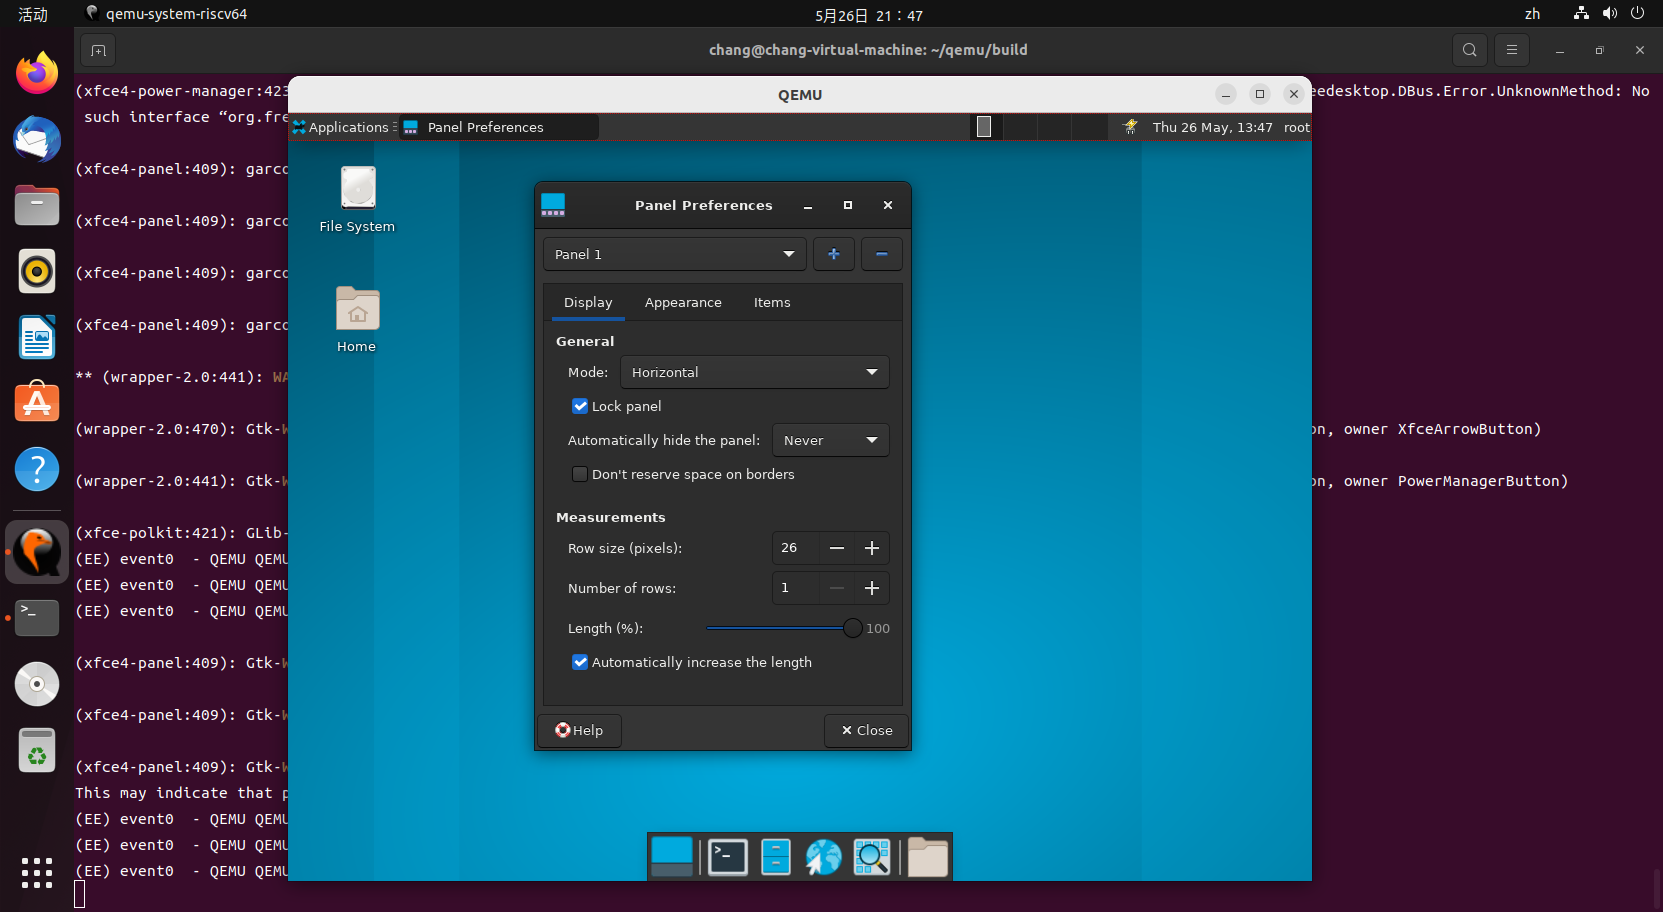 活动
qemu-system-riscv64
5月26日 21：47
zh
chang@chang-virtual-machine: ~/qemu/build
(xfce4-power-manager:423
eedesktop.DBus.Error.UnknownMethod: No
such interface “org.fre
(xfce4-panel:409): garco
(xfce4-panel:409): garco
(xfce4-panel:409): garco
(xfce4-panel:409): garco
** (wrapper-2.0:441): WA
(wrapper-2.0:470): Gtk-W
on, owner XfceArrowButton)
(wrapper-2.0:441): Gtk-W
on, owner PowerManagerButton)
(xfce-polkit:421): GLib-
(EE) event0  - QEMU QEMU
(EE) event0  - QEMU QEMU
(EE) event0  - QEMU QEMU
(xfce4-panel:409): Gtk-W
(xfce4-panel:409): Gtk-W
(xfce4-panel:409): Gtk-W
This may indicate that p
(EE) event0  - QEMU QEMU
(EE) event0  - QEMU QEMU
(EE) event0  - QEMU QEMU
QEMU
Applications
Panel Preferences
Thu 26 May, 13:47
root
File System
Home
Panel Preferences
Panel 1
Display
Appearance
Items
General
Mode:
Horizontal
Lock panel
Automatically hide the panel:
Never
Don't reserve space on borders
Measurements
Row size (pixels):
26
Number of rows:
1
Length (%):
100
Automatically increase the length
Help
Close